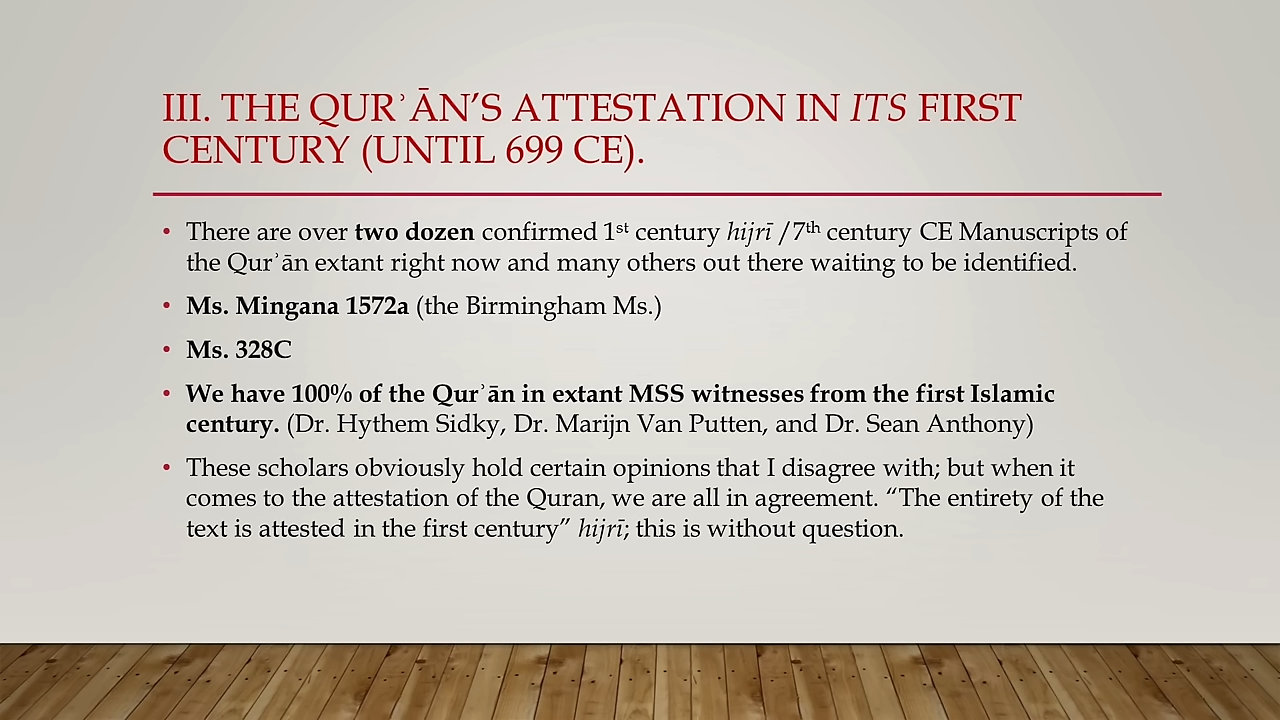 III. THE QURʾĀN’S ATTESTATION IN ITS FIRST
CENTURY (UNTIL 699 CE).
• There are over two dozen confirmed 1st century hijrī /7th century CE Manuscripts of
the Qurʾān extant right now and many others out there waiting to be identified.
• Ms. Mingana 1572a (the Birmingham Ms.)
• Ms. 328C
• We have 100% of the Qurʾān in extant MSS witnesses from the first Islamic
century. (Dr. Hythem Sidky, Dr. Marijn Van Putten, and Dr. Sean Anthony)
• These scholars obviously hold certain opinions that I disagree with; but when it
comes to the attestation of the Quran, we are all in agreement. “The entirety of the
text is attested in the first century” hijrī; this is without question.